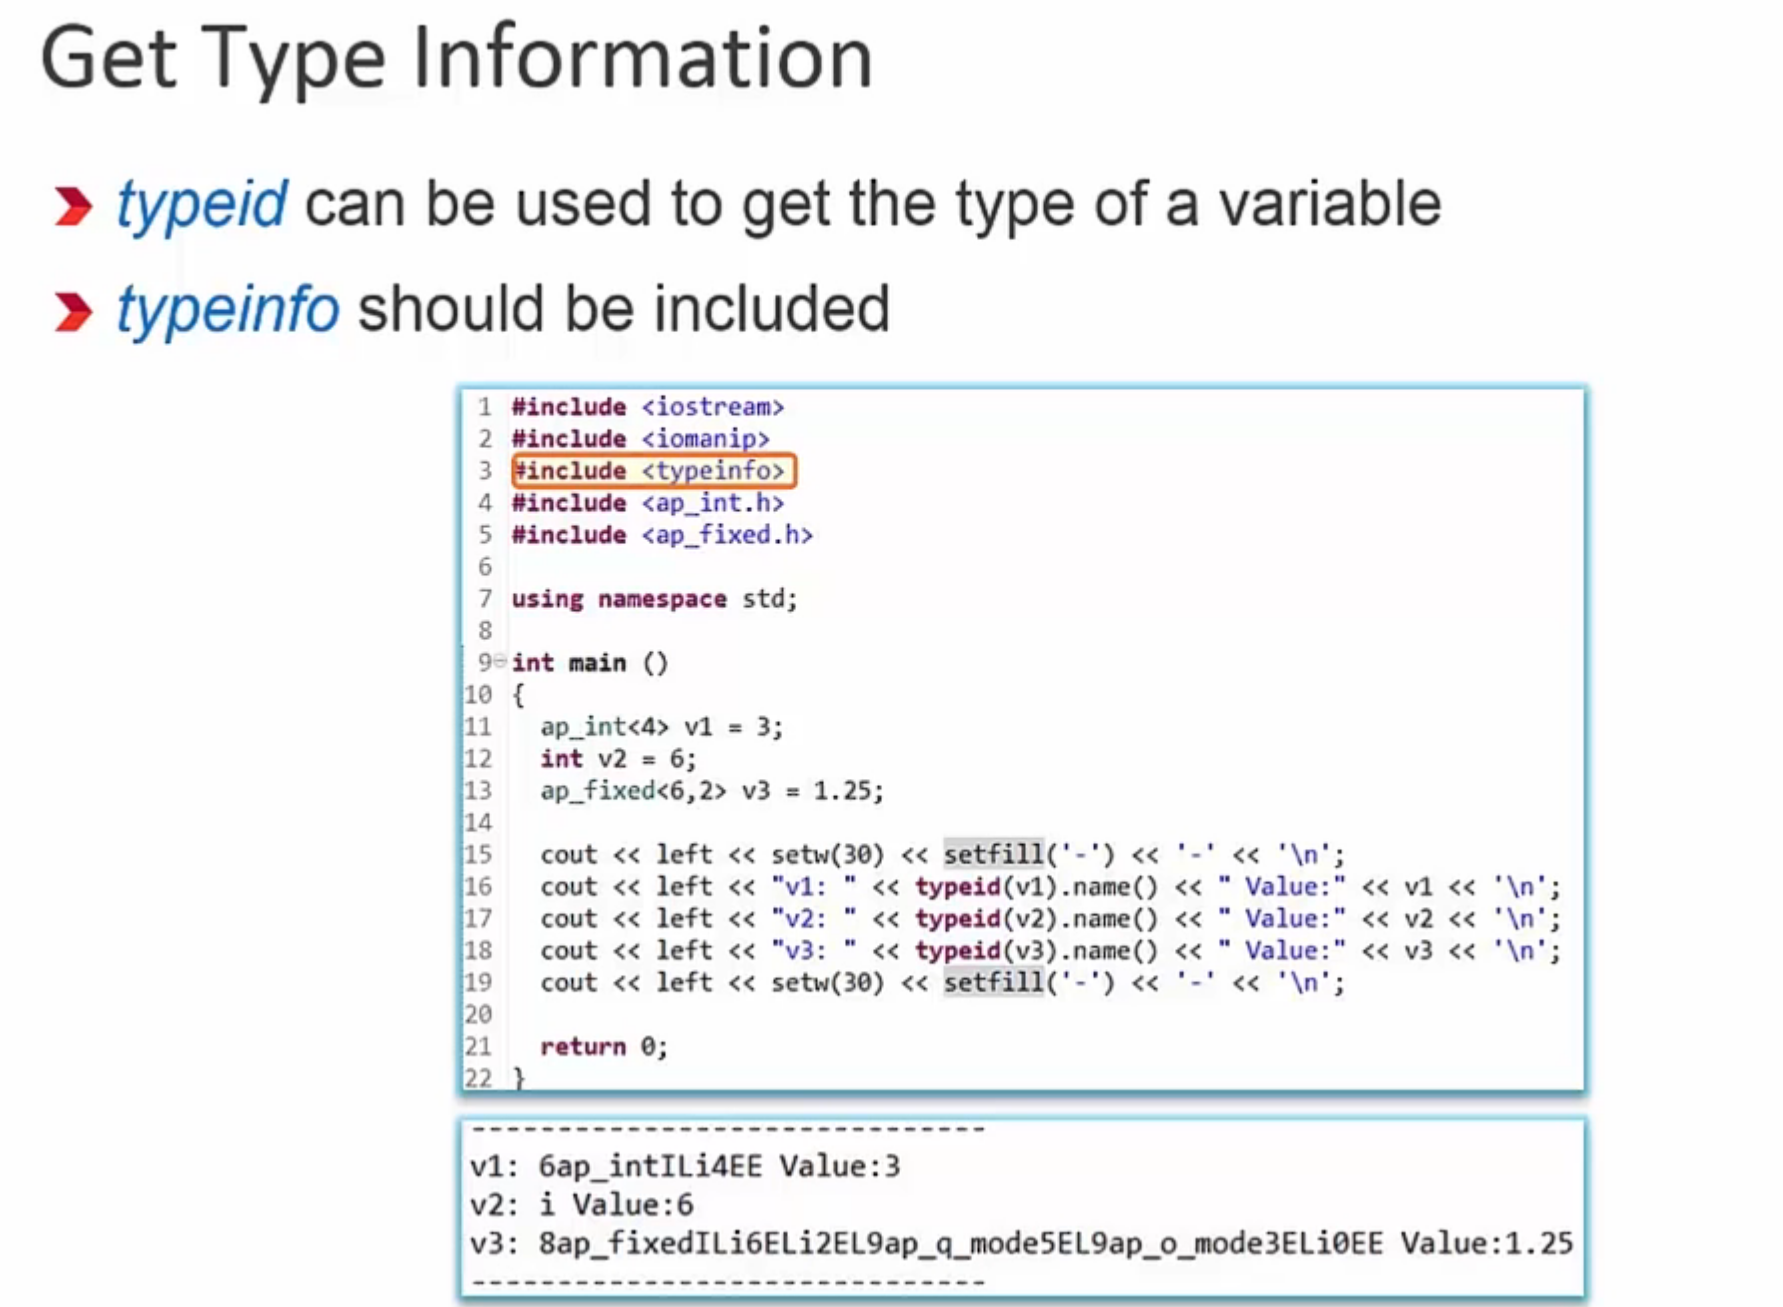 Get Type Information
typeid can be used to get the type of a variable
typeinfo should be included
1 #include <iostream>
2 #include <iomanip>
3 #include <typeinfo>
4 #include <ap_int.h>
5 #include <ap_fixed.h>
6
7 using namespace std;
8
9 int main ()
10 {
11 ap_int<4> v1 = 3;
12 int v2 = 6;
13 ap_fixed<6,2> v3 = 1.25;
14
15 cout << left << setw(30) << setfill('-') << '-' << '\n';
16 cout << left << "v1: " << typeid(v1).name() << " Value:" << v1 << '\n';
17 cout << left << "v2: " << typeid(v2).name() << " Value:" << v2 << '\n';
18 cout << left << "v3: " << typeid(v3).name() << " Value:" << v3 << '\n';
19 cout << left << setw(30) << setfill('-') << '-' << '\n';
20
21 return 0;
22 }
------------------------------
v1: 6ap_intILi4EE Value:3
v2: i Value:6
v3: 8ap_fixedILi6ELi2EL9ap_q_mode5EL9ap_o_mode3ELi0EE Value:1.25
------------------------------